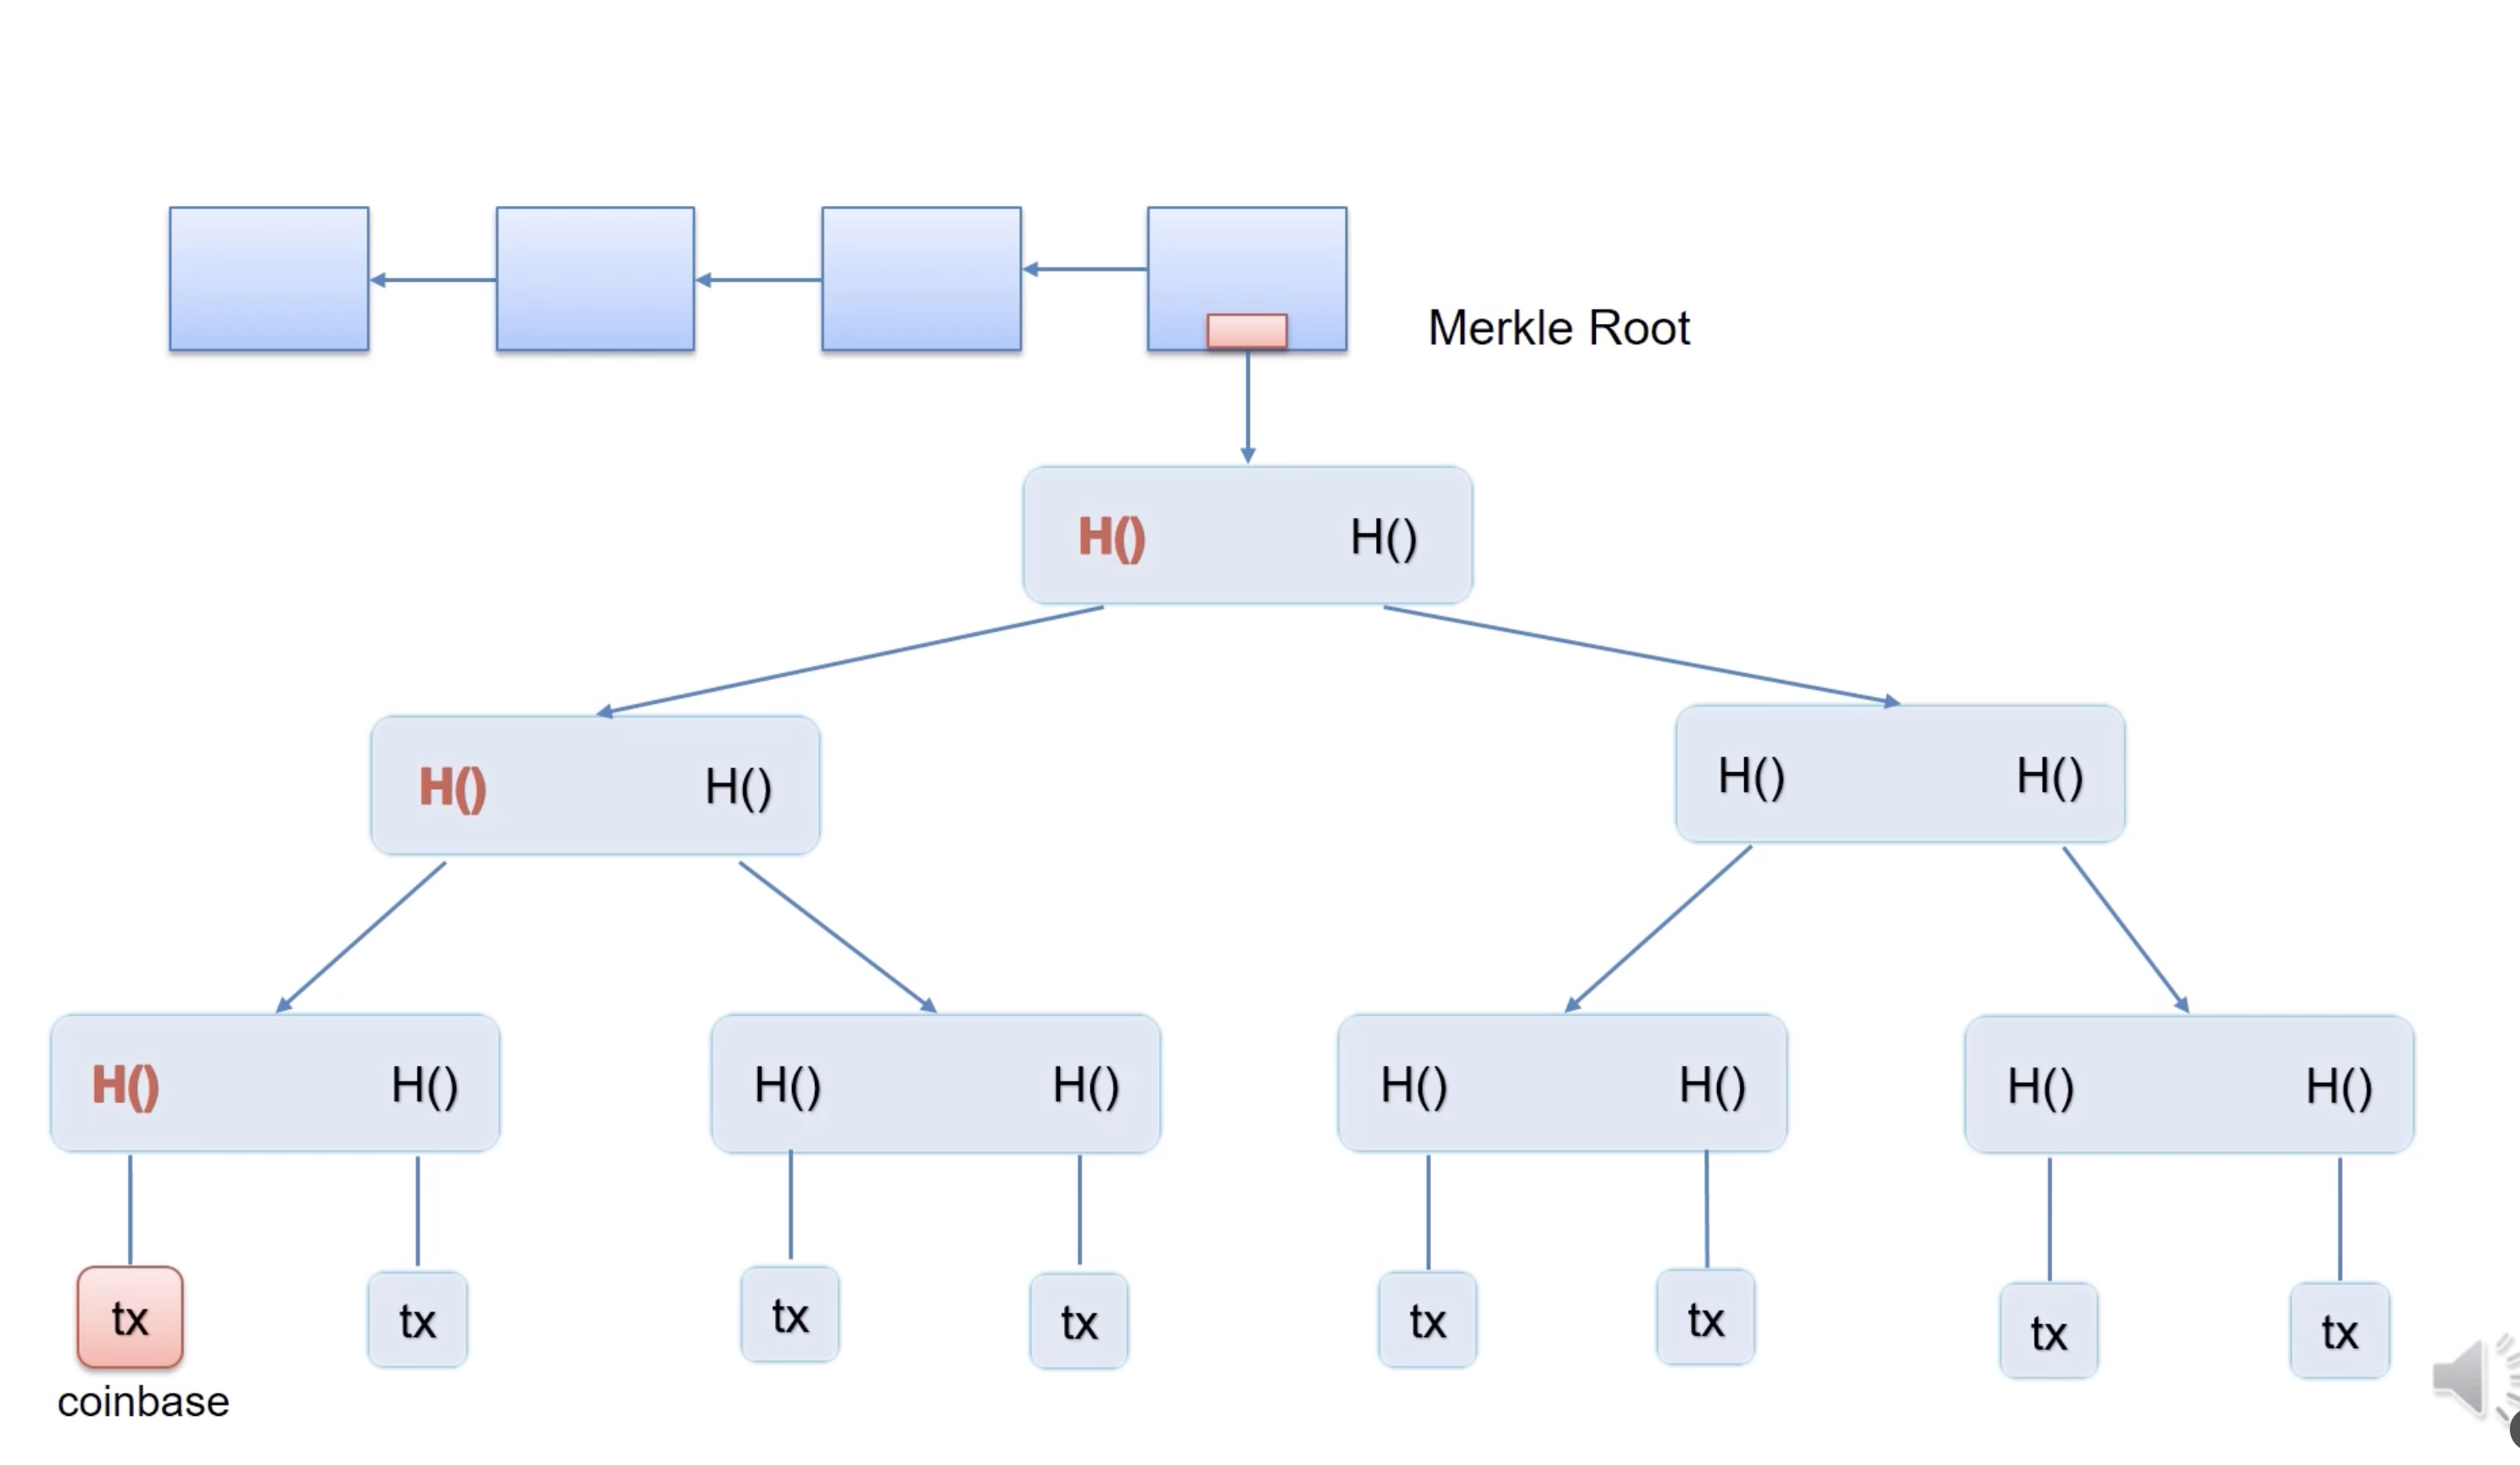 Merkle Root
H() H()
H() H() H() H()
H() H() H() H() H() H() H() H()
tx tx tx tx tx tx tx tx
coinbase